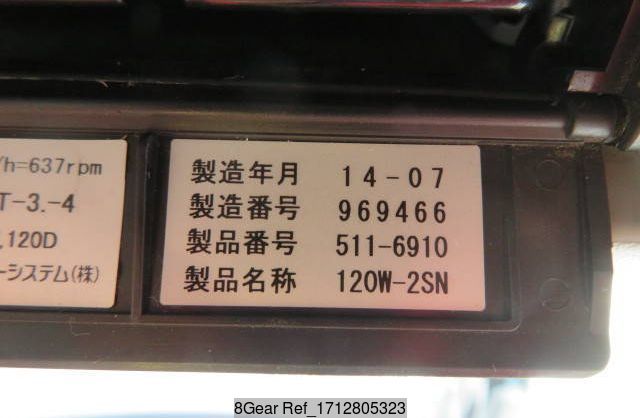 /h=637rpm
T-3.-4
,120D
ーシステム(株)
製造年月 14-07
製造番号 969466
製品番号 511-6910
製品名称 120W-2SN
8Gear Ref_1712805323